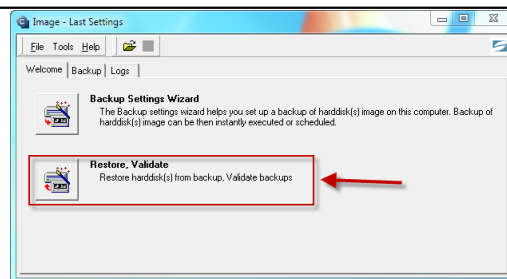 Image - Last Settings
File Tools Help
Welcome Backup Logs
Backup Settings Wizard
The Backup settings wizard helps you set up a backup of harddisk(s) image on this computer. Backup of
harddisk(s) image can be then instantly executed or scheduled.
Restore, Validate
Restore harddisk(s) from backup, Validate backups